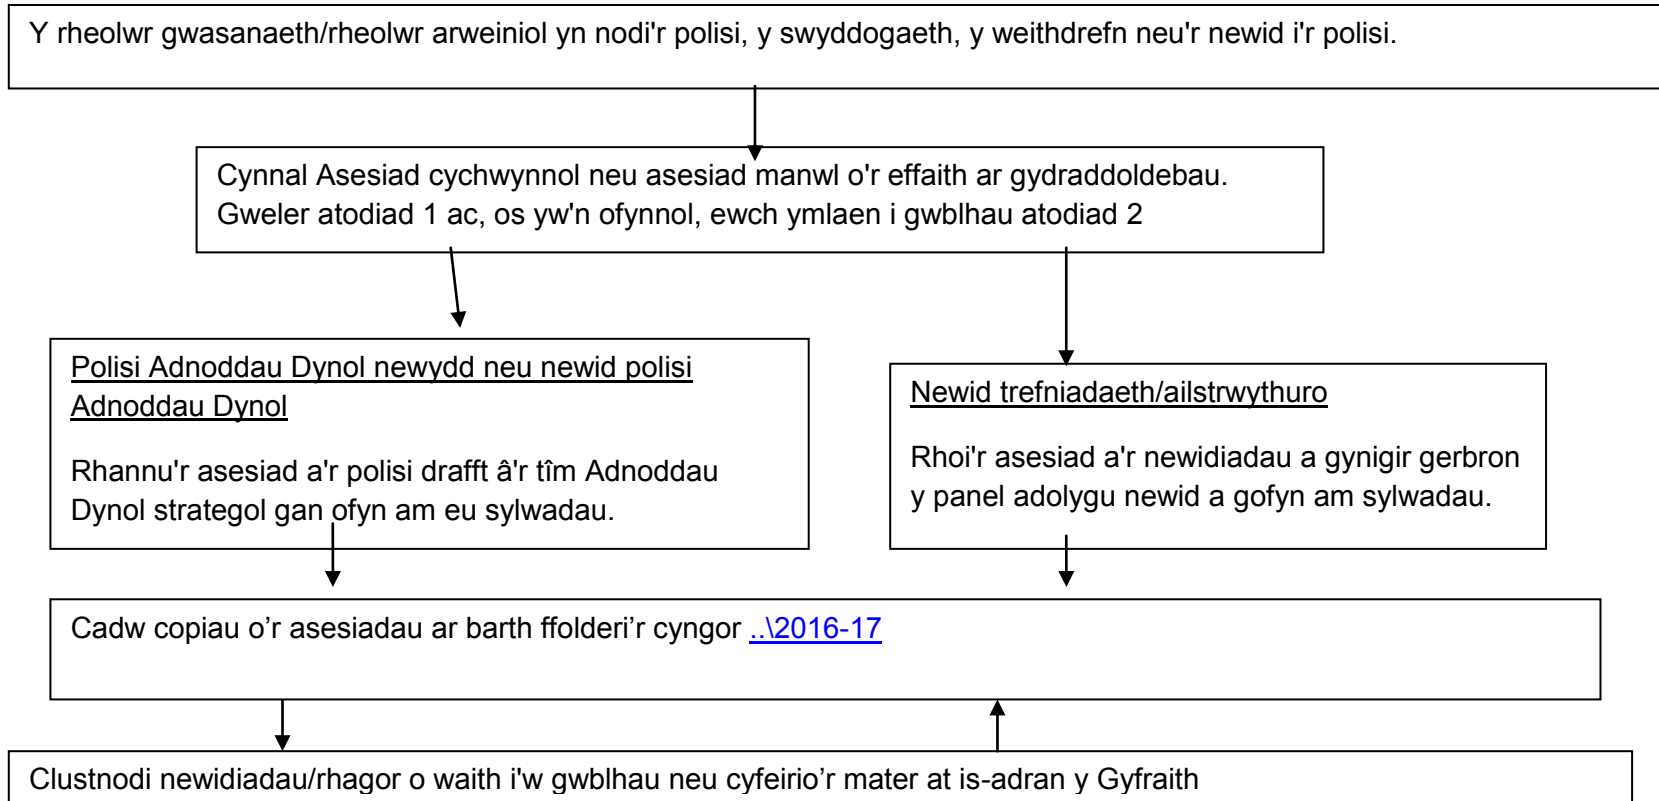 Y rheolwr gwasanaeth/rheolwr arweiniol yn nodi'r polisi, y swyddogaeth, y weithdrefn neu'r newid i'r polisi.
Cynnal Asesiad cychwynnol neu asesiad manwl o'r effaith ar gydraddoldebau.
Gweler atodiad 1 ac, os yw'n ofynnol, ewch ymlaen i gwblhau atodiad 2
Polisi Adnoddau Dynol newydd neu newid polisi
Adnoddau Dynol
Rhannu'r asesiad a'r polisi drafft â'r tîm Adnoddau
Dynol strategol gan ofyn am eu sylwadau.
Newid trefniadaeth/ailstrwythuro
Rhoi'r asesiad a'r newidiadau a gynigir gerbron
y panel adolygu newid a gofyn am sylwadau.
Cadw copiau o’r asesiadau ar barth ffolderi’r cyngor ..\2016-17
Clustnodi newidiadau/rhagor o waith i'w gwblhau neu cyfeirio’r mater at is-adran y Gyfraith